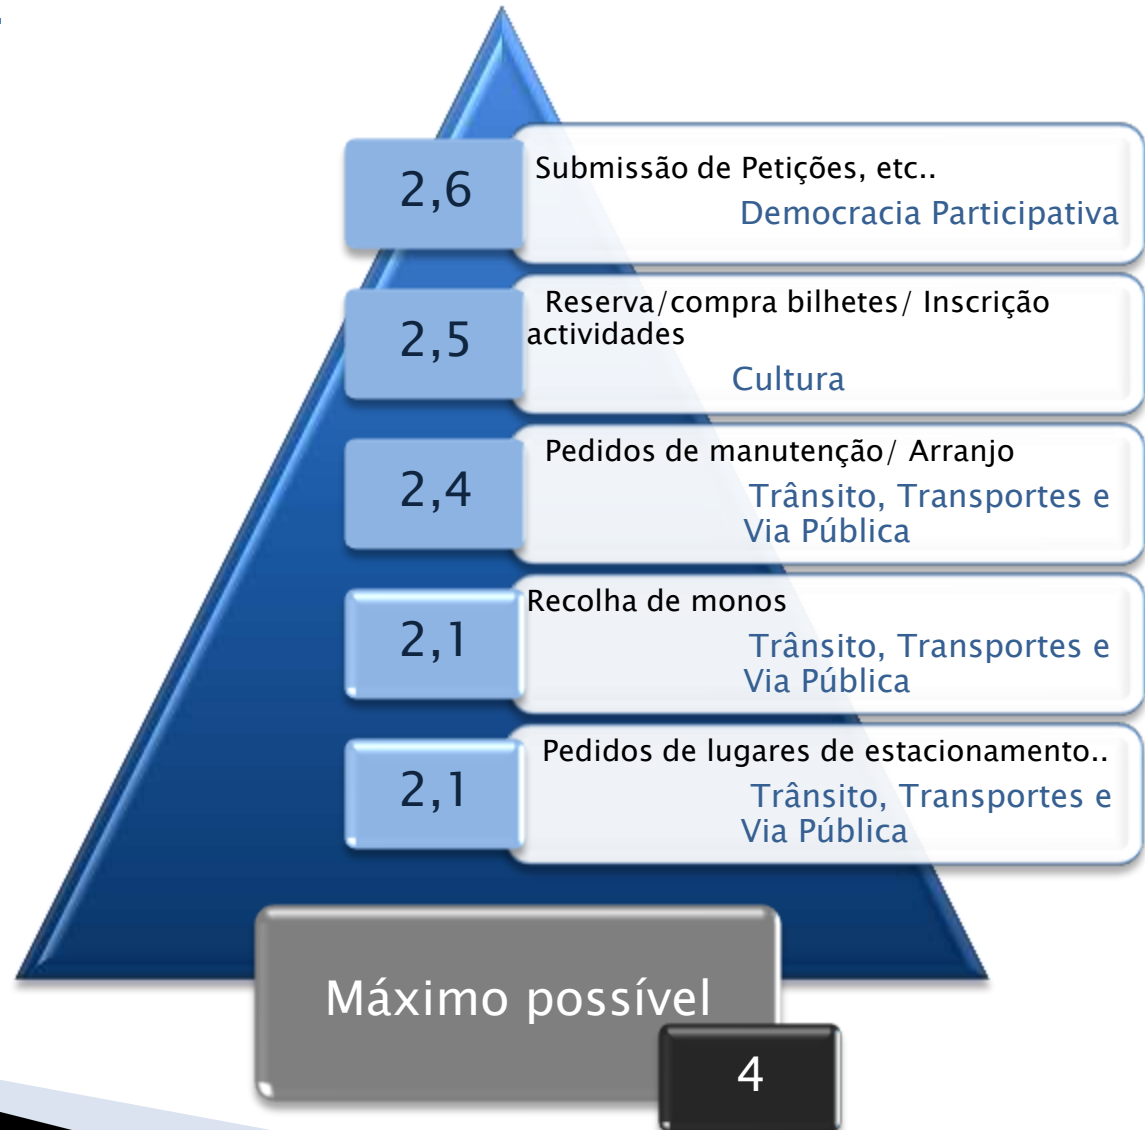 2,6
Submissão de Petições, etc..
Democracia Participativa
2,5
Reserva/compra bilhetes/ Inscrição
actividades
Cultura
2,4
Pedidos de manutenção/ Arranjo
Trânsito, Transportes e
Via Pública
2,1
Recolha de monos
Trânsito, Transportes e
Via Pública
2,1
Pedidos de lugares de estacionamento..
Trânsito, Transportes e
Via Pública
Máximo possível
4